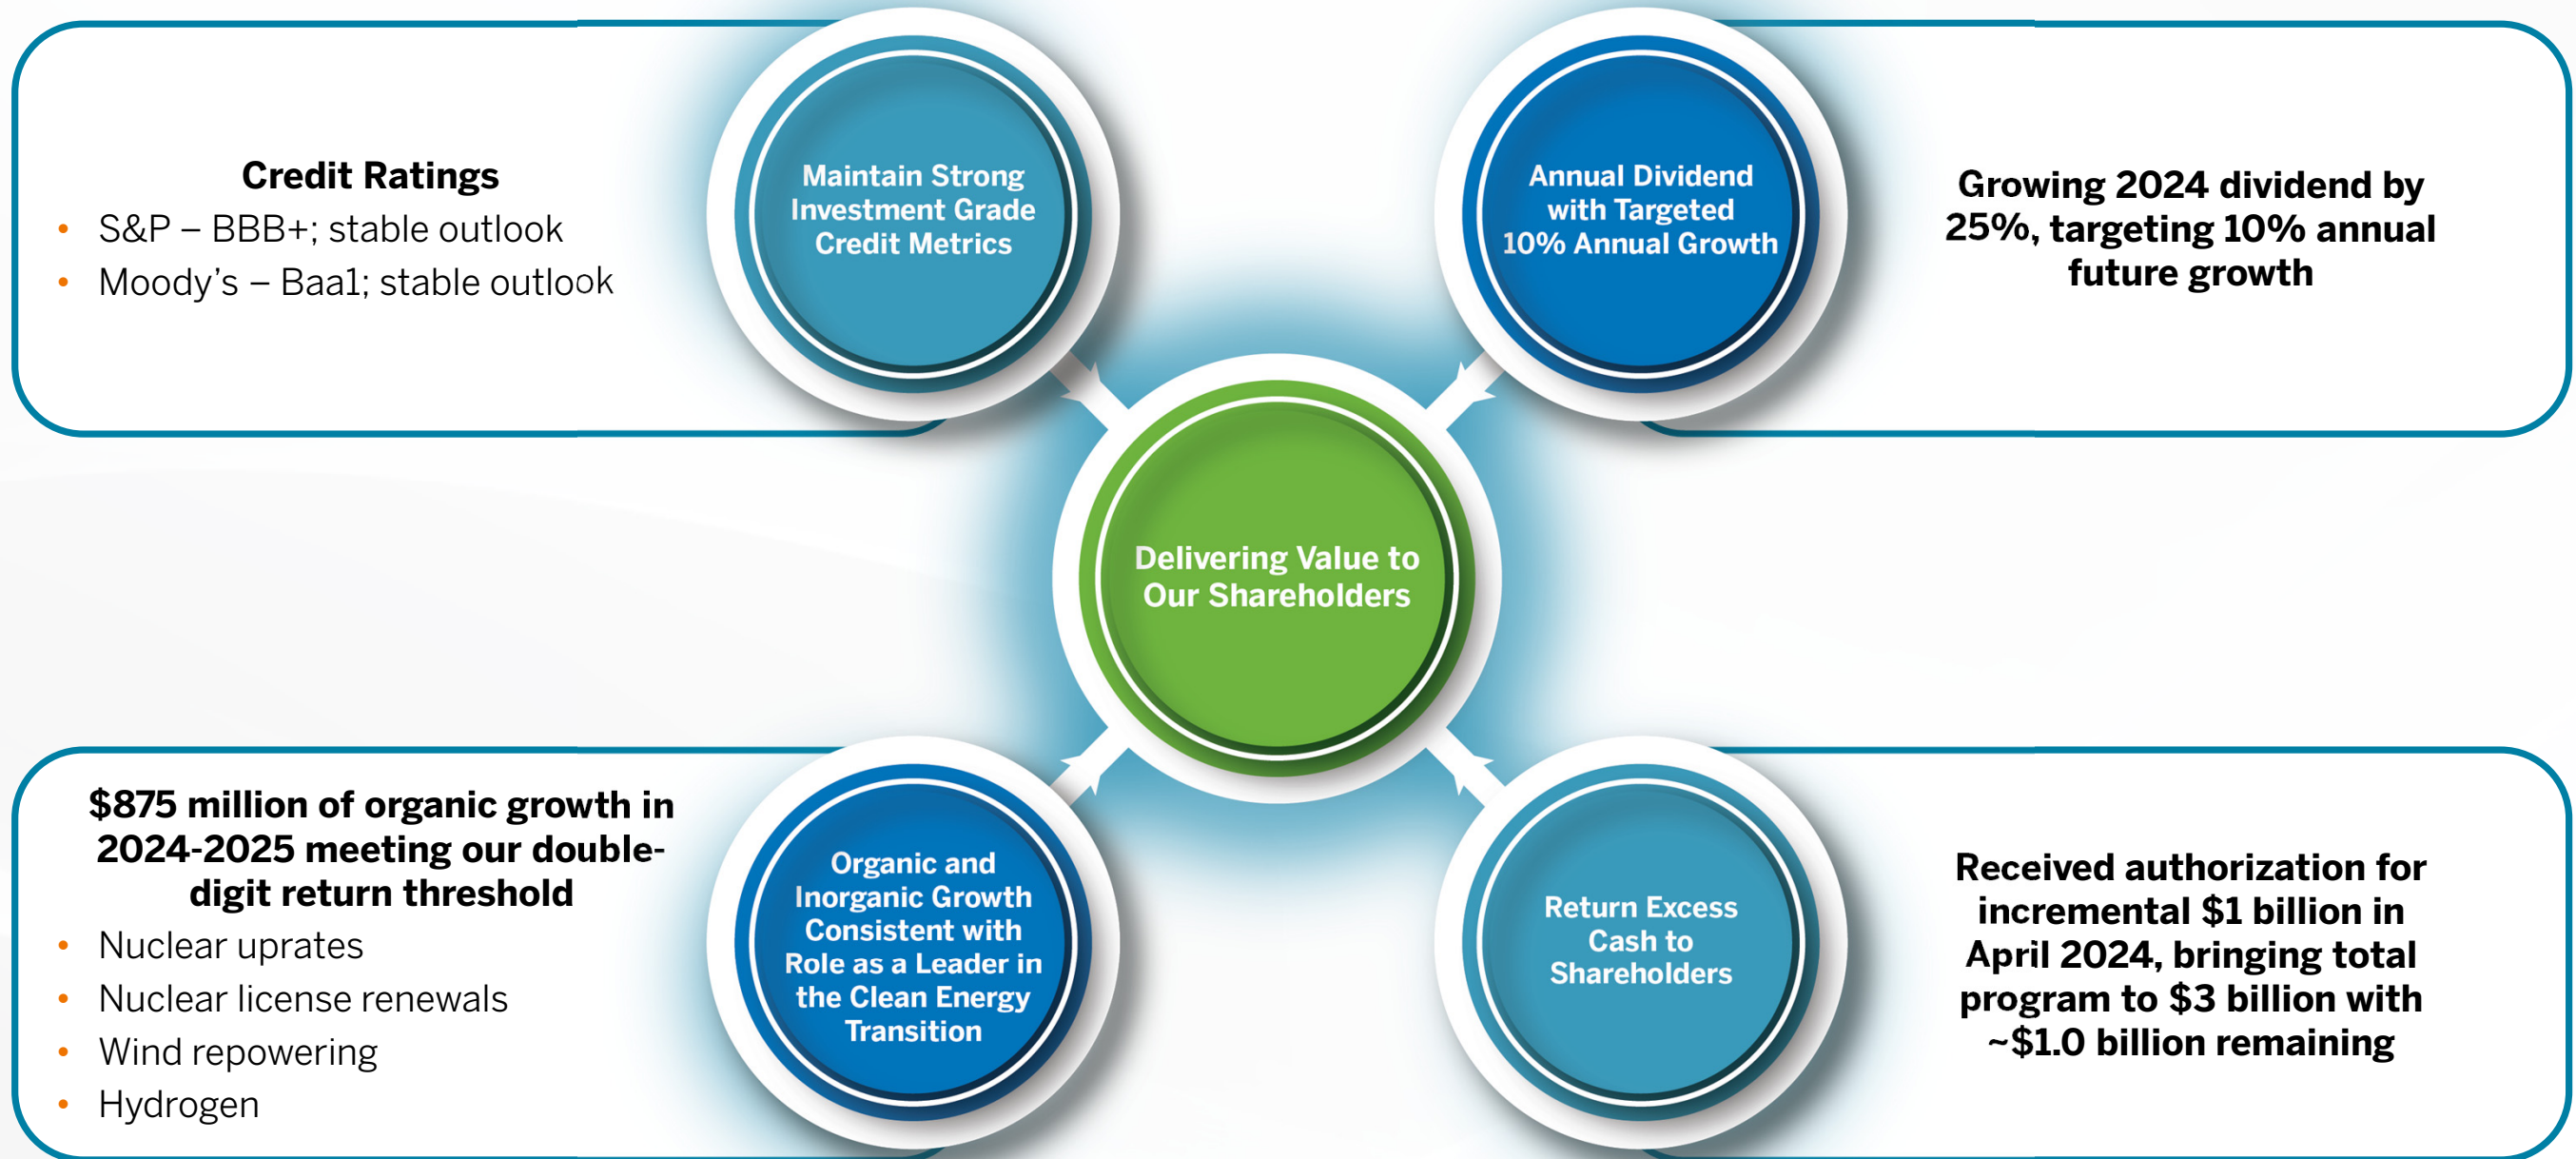 Credit Ratings
• S&P – BBB+; stable outlook
• Moody's – Baa1; stable outlook
Maintain Strong
Investment Grade
Credit Metrics
Annual Dividend
with Targeted
10% Annual Growth
Growing 2024 dividend by
25%, targeting 10% annual
future growth
Delivering Value to
Our Shareholders
$875 million of organic growth in
2024-2025 meeting our double-
digit return threshold
• Nuclear uprates
• Nuclear license renewals
• Wind repowering
• Hydrogen
Organic and
Inorganic Growth
Consistent with
Role as a Leader in
the Clean Energy
Transition
Return Excess
Cash to
Shareholders
Received authorization for
incremental $1 billion in
April 2024, bringing total
program to $3 billion with
~$1.0 billion remaining